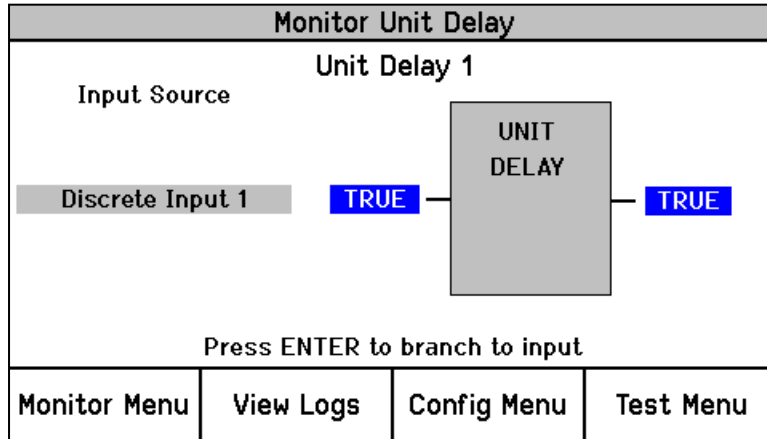 Monitor Unit Delay
Unit Delay 1
Input Source
UNIT
DELAY
Discrete Input 1
TRUE
TRUE
Press ENTER to branch to input
Monitor Menu
View Logs
Config Menu
Test Menu